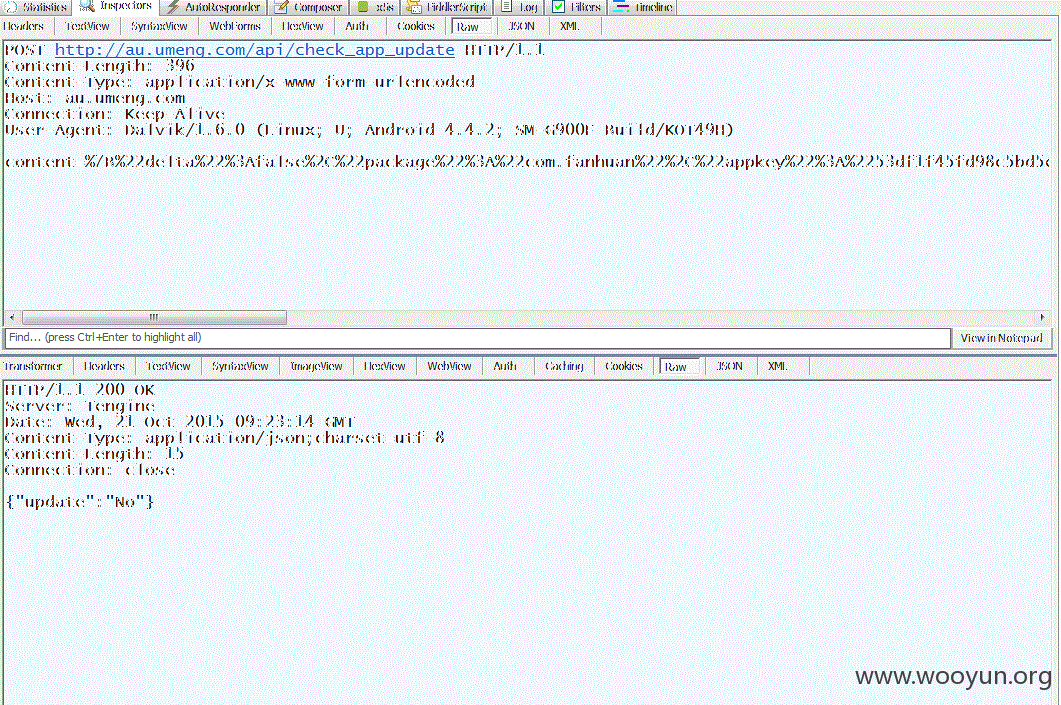 Statistics Inspectors AutoResponder Composer FiddlerScript Log Filters Timeline
Headers TextView SyntaxView WebForms HexView Auth Cookies Raw JSON XML
POST http://au.umeng.com/api/check_app_update HTTP/1.1
Content Length: 396
Content Type: application/x www form urlencoded
Host: au.umeng.com
Connection: Keep Alive
User Agent: Dalvik/1.6.0 (Linux; U; Android 4.4.2; SM G900F Build/KOT49H)
content %7B%22delta%22%3Afalse%2C%22package%22%3A%22com.fanhuan%22%2C%22appkey%22%3A%2253df1f45fd98c5bd5c
Find... (press Ctrl+Enter to highlight all) View in Notepad
Transformer Headers TextView SyntaxView ImageView HexView WebView Auth Caching Cookies Raw JSON XML
HTTP/1.1 200 OK
Server: Tengine
Date: Wed, 21 Oct 2015 09:23:14 GMT
Content Type: application/json;charset utf 8
Content Length: 15
Connection: close
{"update":"No"}
www.wooyun.org